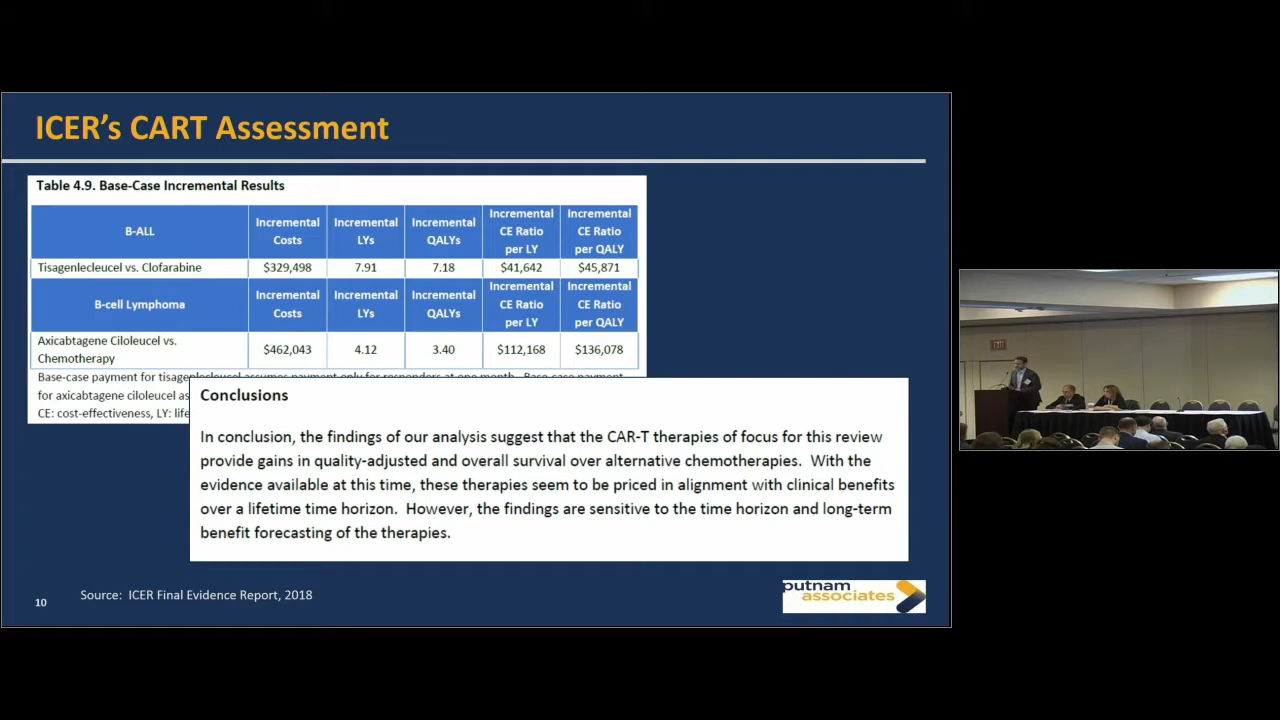 ICER's CART Assessment
Table 4.9. Base-Case Incremental Results
B-ALL
Incremental Costs
Incremental LYs
Incremental QALYs
Incremental CE Ratio per LY
Incremental CE Ratio per QALY
Tisagenlecleucel vs. Clofarabine $329,498 7.91 7.18 $41,642 $45,871
B-cell Lymphoma
Incremental Costs
Incremental LYs
Incremental QALYs
Incremental CE Ratio per LY
Incremental CE Ratio per QALY
Axicabtagene Ciloleucel vs. Chemotherapy $462,043 4.12 3.40 $112,168 $136,078
Base-case payment for tisagenlecleucel assumes payment only for responders at one month. Base-case payment
for axicabtagene ciloleucel as
CE: cost-effectiveness, LY: life
Conclusions
In conclusion, the findings of our analysis suggest that the CAR-T therapies of focus for this review
provide gains in quality-adjusted and overall survival over alternative chemotherapies. With the
evidence available at this time, these therapies seem to be priced in alignment with clinical benefits
over a lifetime time horizon. However, the findings are sensitive to the time horizon and long-term
benefit forecasting of the therapies.
Source: ICER Final Evidence Report, 2018
10
putnam
associates
EXIT